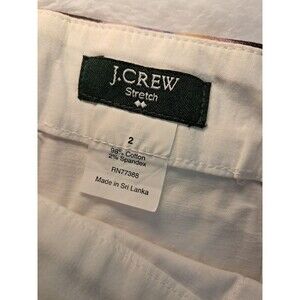 J.CREW
Stretch
2
98% Cotton
2% Spandex
RN77388
Made in Sri Lanka